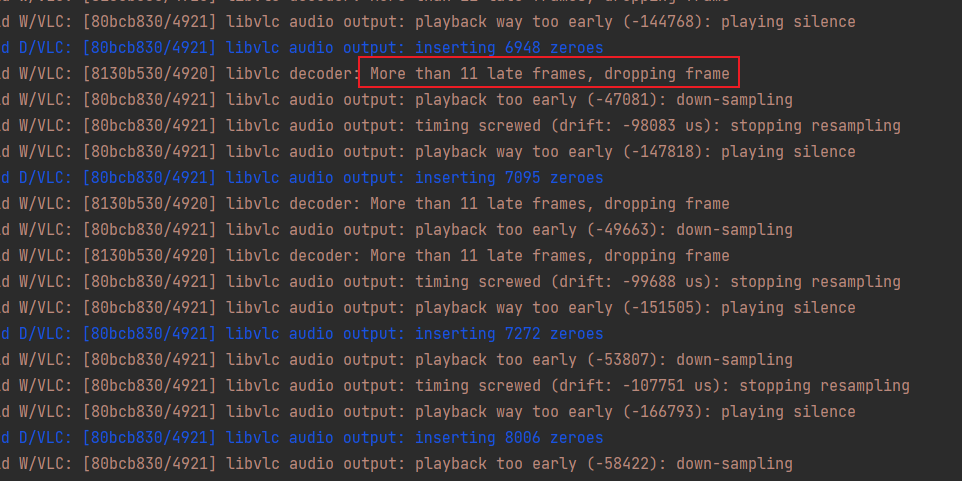 d W/VLC: [80bcb830/4921] libvlc audio output: playback way too early (-144768): playing silence
d D/VLC: [80bcb830/4921] libvlc audio output: inserting 6948 zeroes
d W/VLC: [8130b530/4920] libvlc decoder: More than 11 late frames, dropping frame
d W/VLC: [80bcb830/4921] libvlc audio output: playback too early (-47081): down-sampling
d W/VLC: [80bcb830/4921] libvlc audio output: timing screwed (drift: -98083 us): stopping resampling
d W/VLC: [80bcb830/4921] libvlc audio output: playback way too early (-147818): playing silence
d D/VLC: [80bcb830/4921] libvlc audio output: inserting 7095 zeroes
d W/VLC: [8130b530/4920] libvlc decoder: More than 11 late frames, dropping frame
d W/VLC: [80bcb830/4921] libvlc audio output: playback too early (-49663): down-sampling
d W/VLC: [8130b530/4920] libvlc decoder: More than 11 late frames, dropping frame
d W/VLC: [80bcb830/4921] libvlc audio output: timing screwed (drift: -99688 us): stopping resampling
d W/VLC: [80bcb830/4921] libvlc audio output: playback way too early (-151505): playing silence
d D/VLC: [80bcb830/4921] libvlc audio output: inserting 7272 zeroes
d W/VLC: [80bcb830/4921] libvlc audio output: playback too early (-53807): down-sampling
d W/VLC: [80bcb830/4921] libvlc audio output: timing screwed (drift: -107751 us): stopping resampling
d W/VLC: [80bcb830/4921] libvlc audio output: playback way too early (-166793): playing silence
d D/VLC: [80bcb830/4921] libvlc audio output: inserting 8006 zeroes
d W/VLC: [80bcb830/4921] libvlc audio output: playback too early (-58422): down-sampling